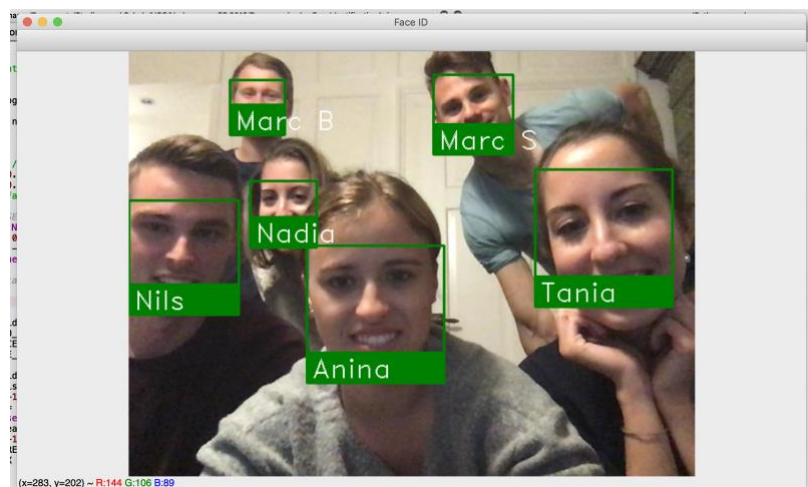 Face ID
Marc B
Marc S
Nadia
Nils
Tania
Anina
(x=283, y=202) ~ R:144 G:106 B:89